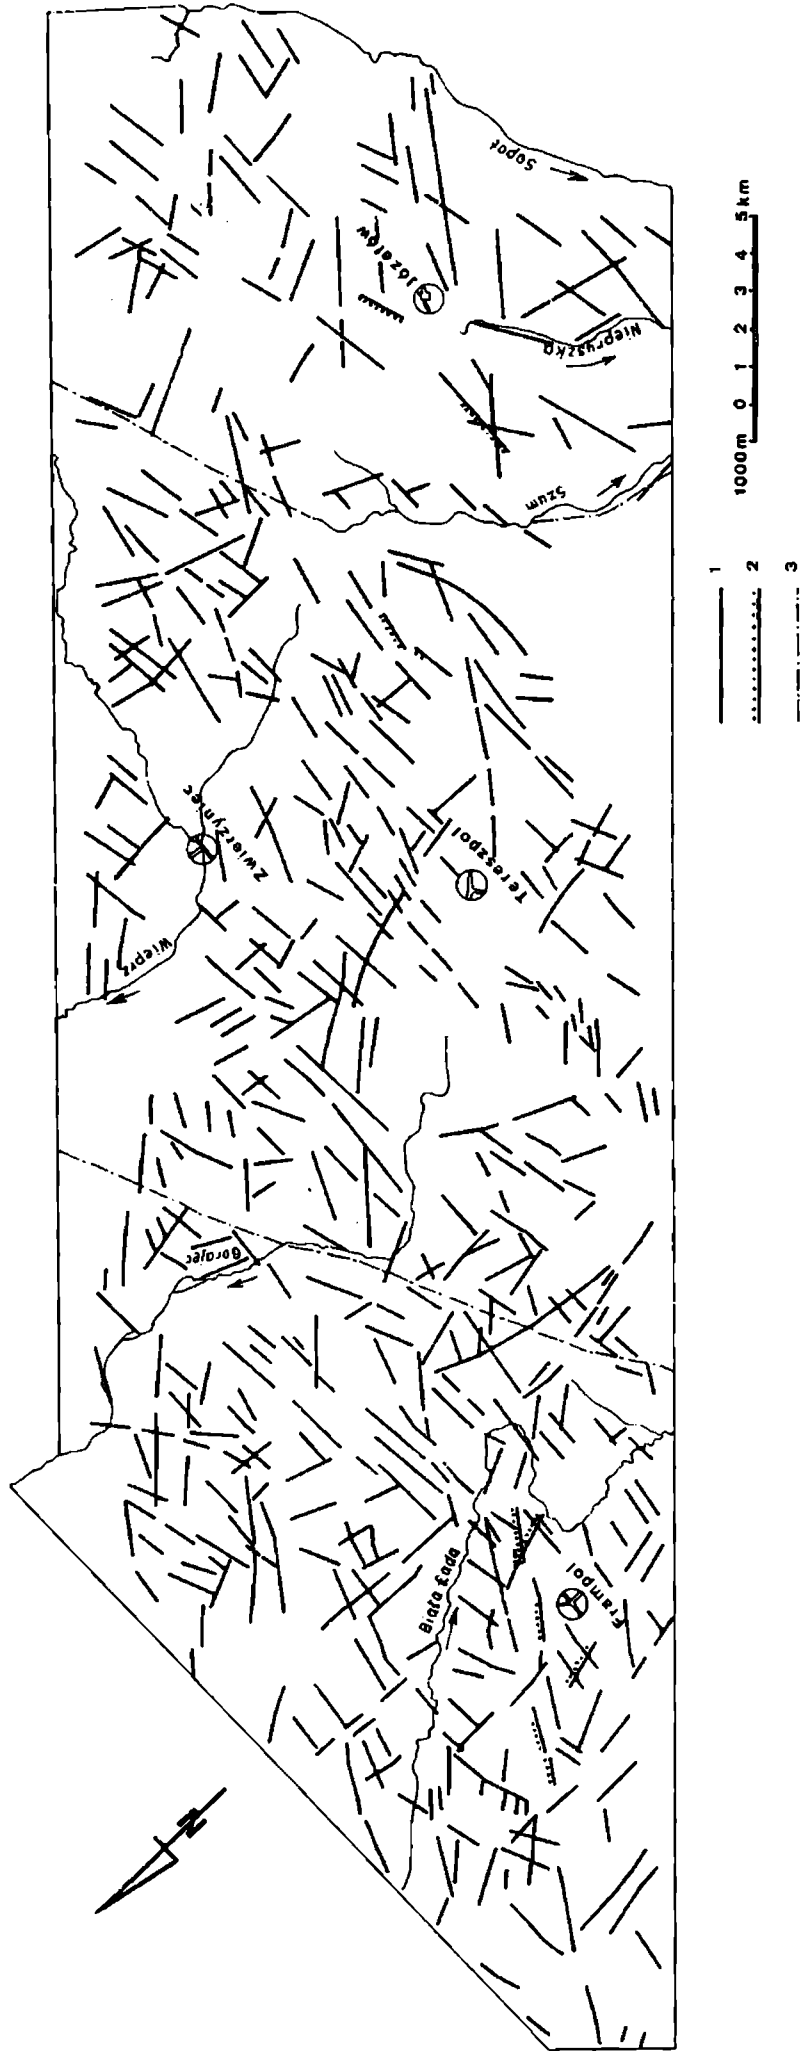 Sopot
Józefów
Niepryszka
Szum
Zwierzyniec
Tereszpol
Wieprz
Gorajec
Biała Łada
Frampol
N
1000m 0 1 2 3 4 5km
1
2
3